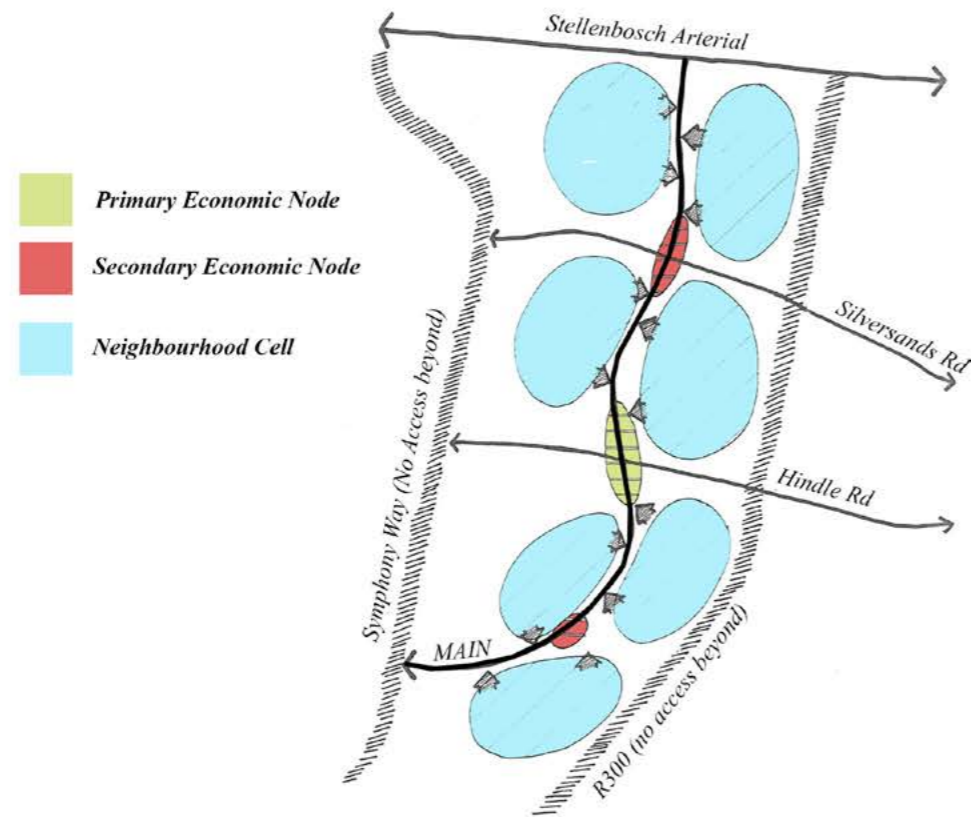 Stellenbosch Arterial
Primary Economic Node
Secondary Economic Node
Neighbourhood Cell
Silversands Rd
Symphony Way (No Access beyond)
Hindle Rd
MAIN
R300 (no access beyond)